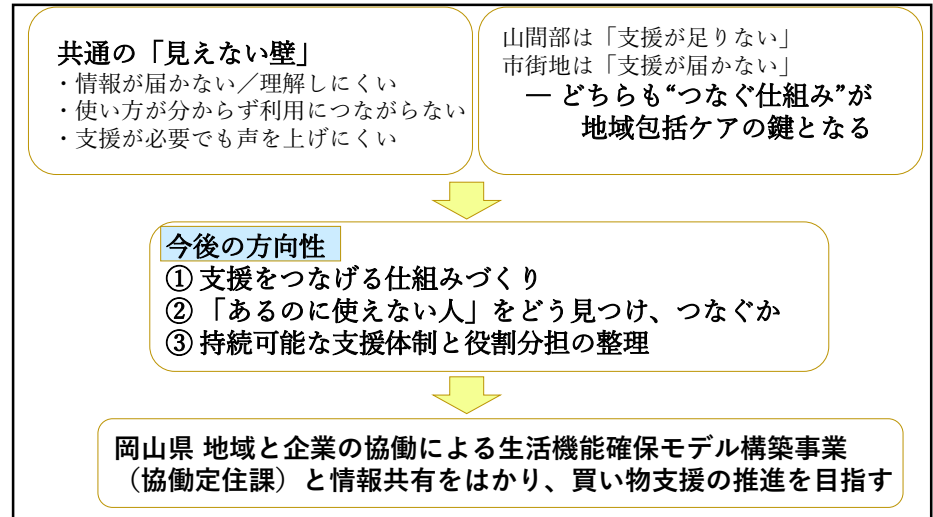 共通の「見えない壁」
・情報が届かない／理解しにくい
・使い方が分からず利用につながらない
・支援が必要でも声を上げにくい
山間部は「支援が足りない」
市街地は「支援が届かない」
― どちらも“つなぐ仕組み”が
地域包括ケアの鍵となる
今後の方向性
① 支援をつなげる仕組みづくり
② 「あるのに使えない人」をどう見つけ、つなぐか
③ 持続可能な支援体制と役割分担の整理
岡山県 地域と企業の協働による生活機能確保モデル構築事業
（協働定住課）と情報共有をはかり、買い物支援の推進を目指す